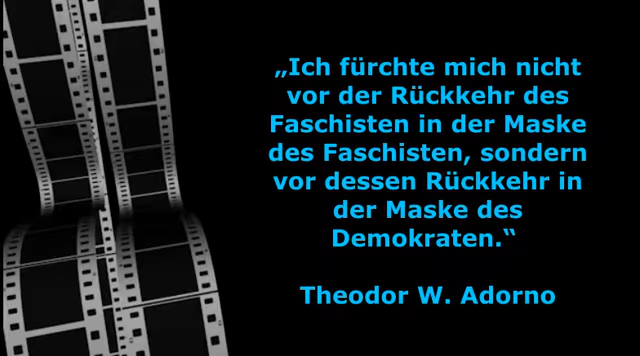 „Ich fürchte mich nicht
vor der Rückkehr des
Faschisten in der Maske
des Faschisten, sondern
vor dessen Rückkehr in
der Maske des
Demokraten.“
Theodor W. Adorno